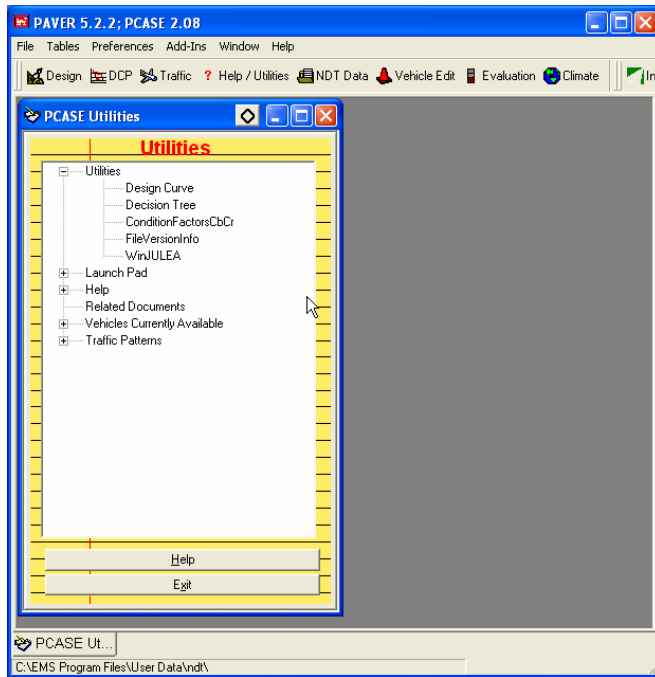 PAVER 5.2.2; PCASE 2.08
File Tables Preferences Add-Ins Window Help
Design DCP Traffic ? Help / Utilities NDT Data Vehicle Edit Evaluation Climate In
PCASE Utilities
Utilities
Utilities
Design Curve
Decision Tree
ConditionFactorsCbCr
FileVersionInfo
WinJULEA
Launch Pad
Help
Related Documents
Vehicles Currently Available
Traffic Patterns
Help
Exit
PCASE Ut...
C:\EMS Program Files\User Data\ndt\